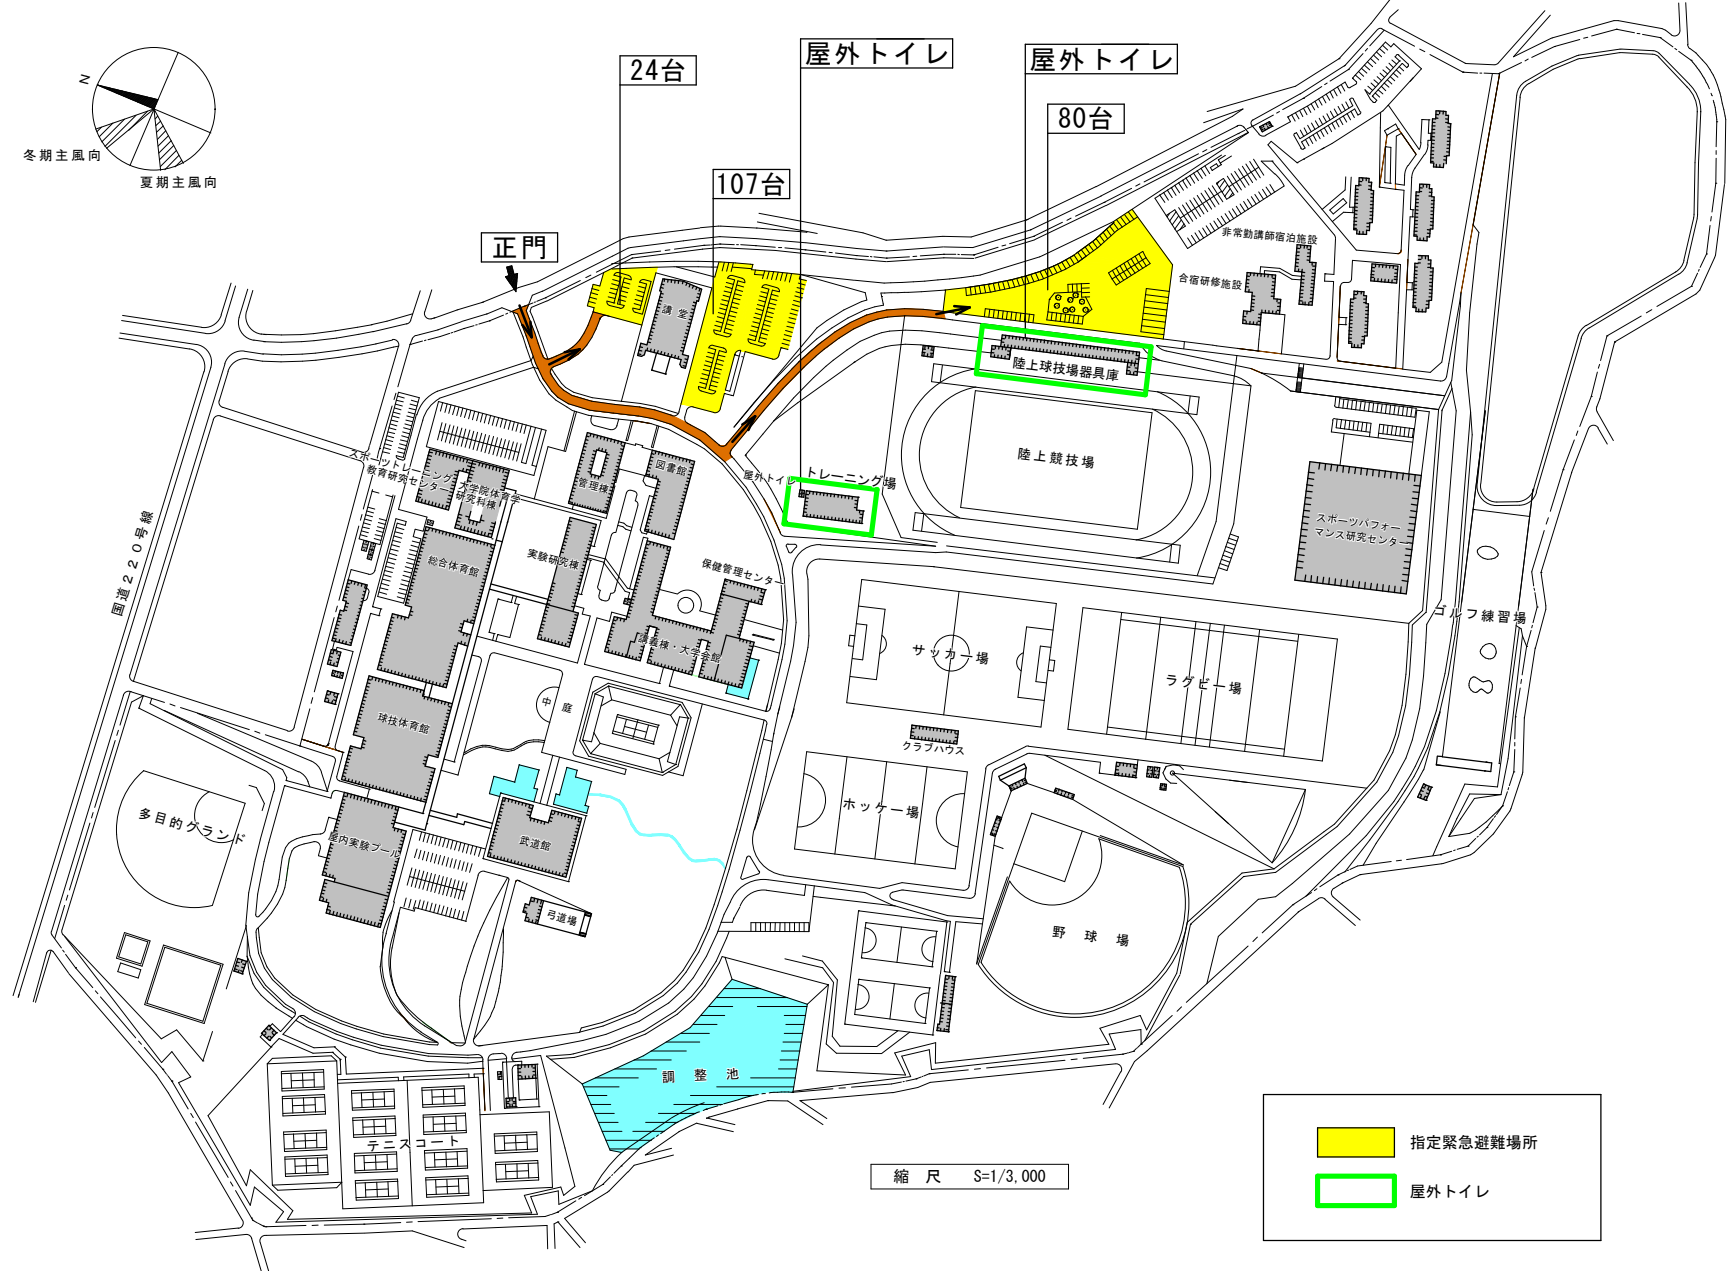 屋外トイレ
屋外トイレ
24台
80台
107台
N
冬期主風向
夏期主風向
正門
非常勤講師宿泊施設
合宿研修施設
講堂
陸上球技場器具庫
陸上競技場
スポーツトレーニング
教育研究センター
大学院体育学
研究科棟
管理棟
図書館
屋外トイレ
トレーニング場
スポーツパフォー
マンス研究センター
国道220号線
総合体育館
実験研究棟
保健管理センター
講義棟・大学会館
サッカー場
ラグビー場
ゴルフ練習場
中庭
球技体育館
クラブハウス
ホッケー場
多目的グランド
屋内実験プール
武道館
弓道場
野球場
調整池
テニスコート
縮尺 S=1/3,000
指定緊急避難場所
屋外トイレ